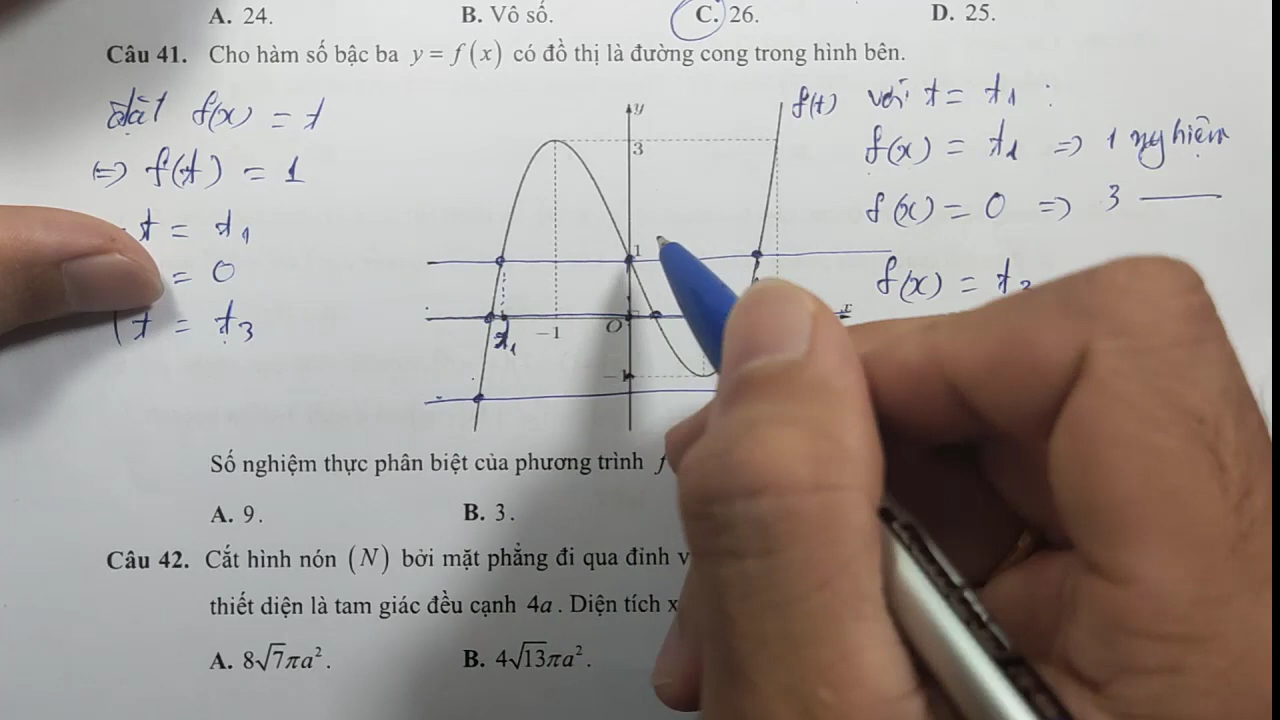 A. 24. B. Vô số. C. 26. D. 25.
Câu 41. Cho hàm số bậc ba y = f(x) có đồ thị là đường cong trong hình bên.
đặt f(x) = t
⇔ f(t) = 1
t = t₁
= 0
t = t₃
y
3
1
O
−1
−1
x
t₁
f(t)
với t = t₁ :
f(x) = t₁ => 1 nghiệm
f(x) = 0 => 3 —
f(x) = t₃
Số nghiệm thực phân biệt của phương trình f
A. 9. B. 3.
Câu 42. Cắt hình nón (N) bởi mặt phẳng đi qua đỉnh v
thiết diện là tam giác đều cạnh 4a. Diện tích x
A. 8√7πa². B. 4√13πa².